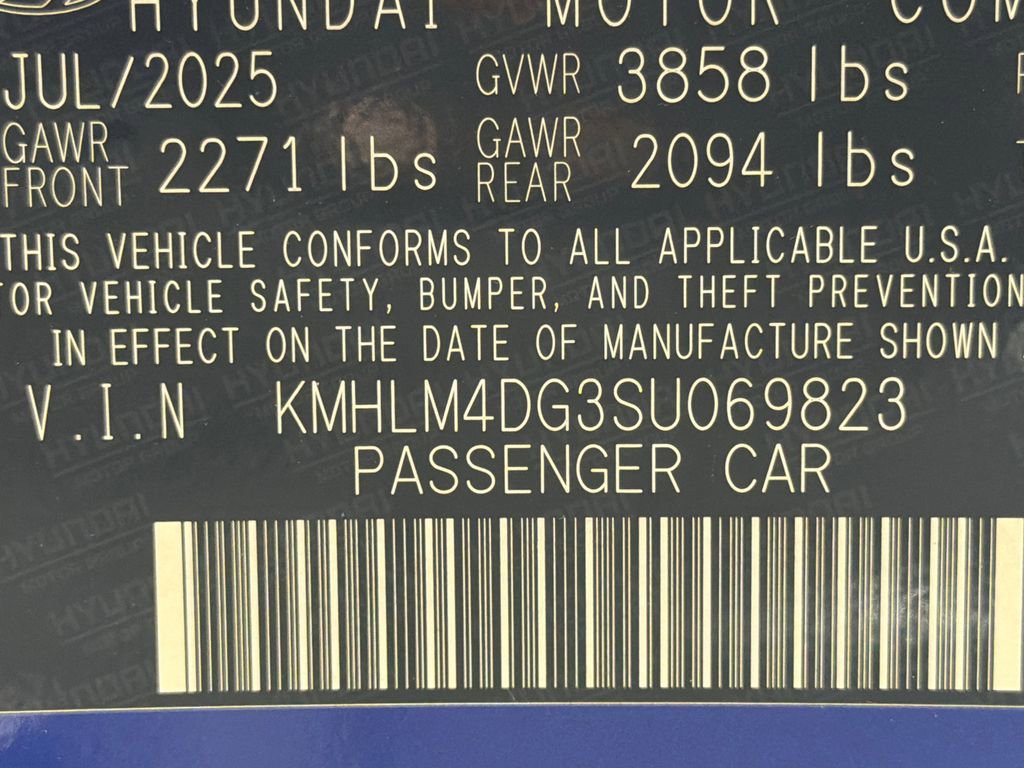 HYUNDAI MOTOR COM
JUL/2025 GVWR 3858 lbs
GAWR FRONT 2271 lbs GAWR REAR 2094 lbs
THIS VEHICLE CONFORMS TO ALL APPLICABLE U.S.A.
OR VEHICLE SAFETY, BUMPER, AND THEFT PREVENTION
IN EFFECT ON THE DATE OF MANUFACTURE SHOWN
V.I.N KMHLM4DG3SU069823
PASSENGER CAR